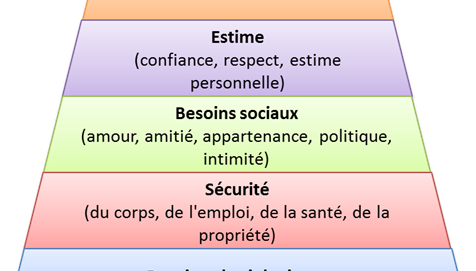 Estime
(confiance, respect, estime
personnelle)
Besoins sociaux
(amour, amitié, appartenance, politique,
intimité)
Sécurité
(du corps, de l'emploi, de la santé, de la
propriété)